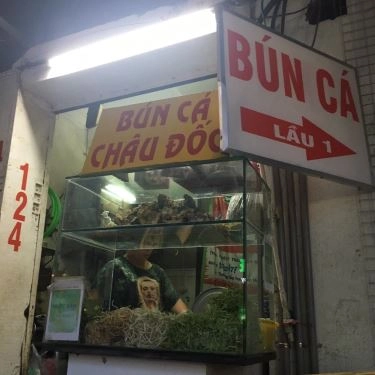 BÚN CÁ
LẦU 1
BÚN CÁ
CHÂU ĐỐC
124